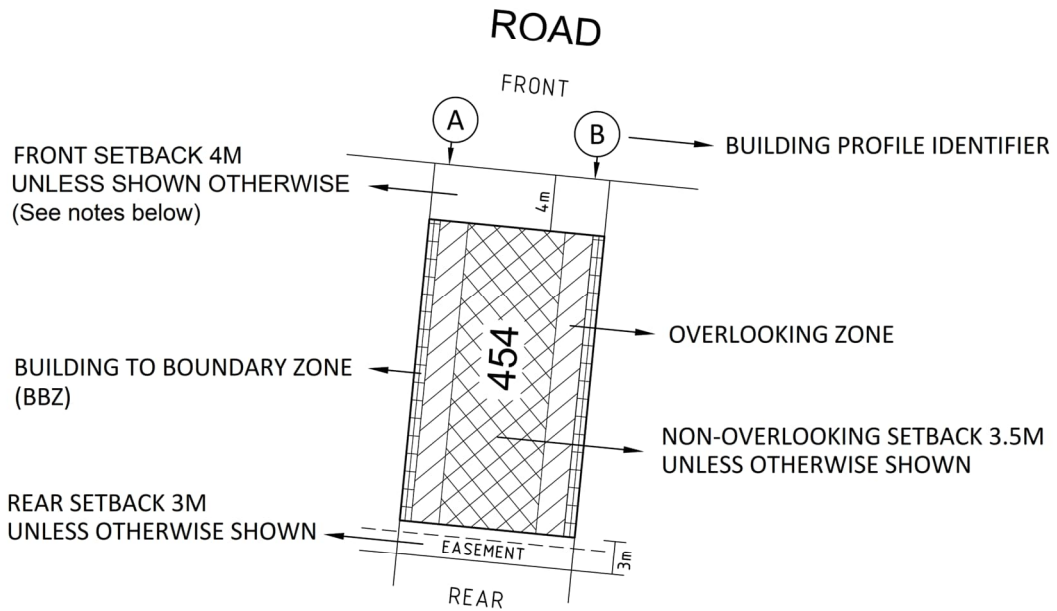 ROAD
FRONT
A
B
BUILDING PROFILE IDENTIFIER
FRONT SETBACK 4M
UNLESS SHOWN OTHERWISE
(See notes below)
4m
454
OVERLOOKING ZONE
BUILDING TO BOUNDARY ZONE
(BBZ)
NON-OVERLOOKING SETBACK 3.5M
UNLESS OTHERWISE SHOWN
REAR SETBACK 3M
UNLESS OTHERWISE SHOWN
EASEMENT
3m
REAR